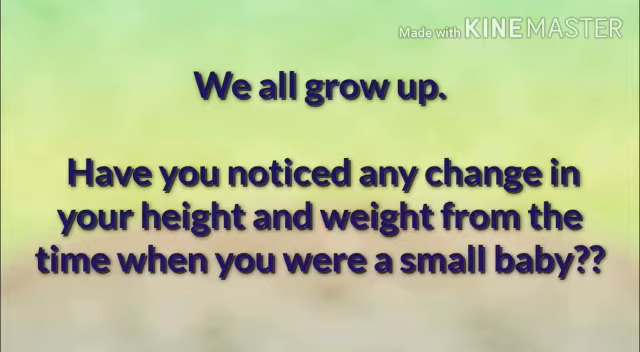 Made with KINEMASTER
We all grow up.
Have you noticed any change in
your height and weight from the
time when you were a small baby??